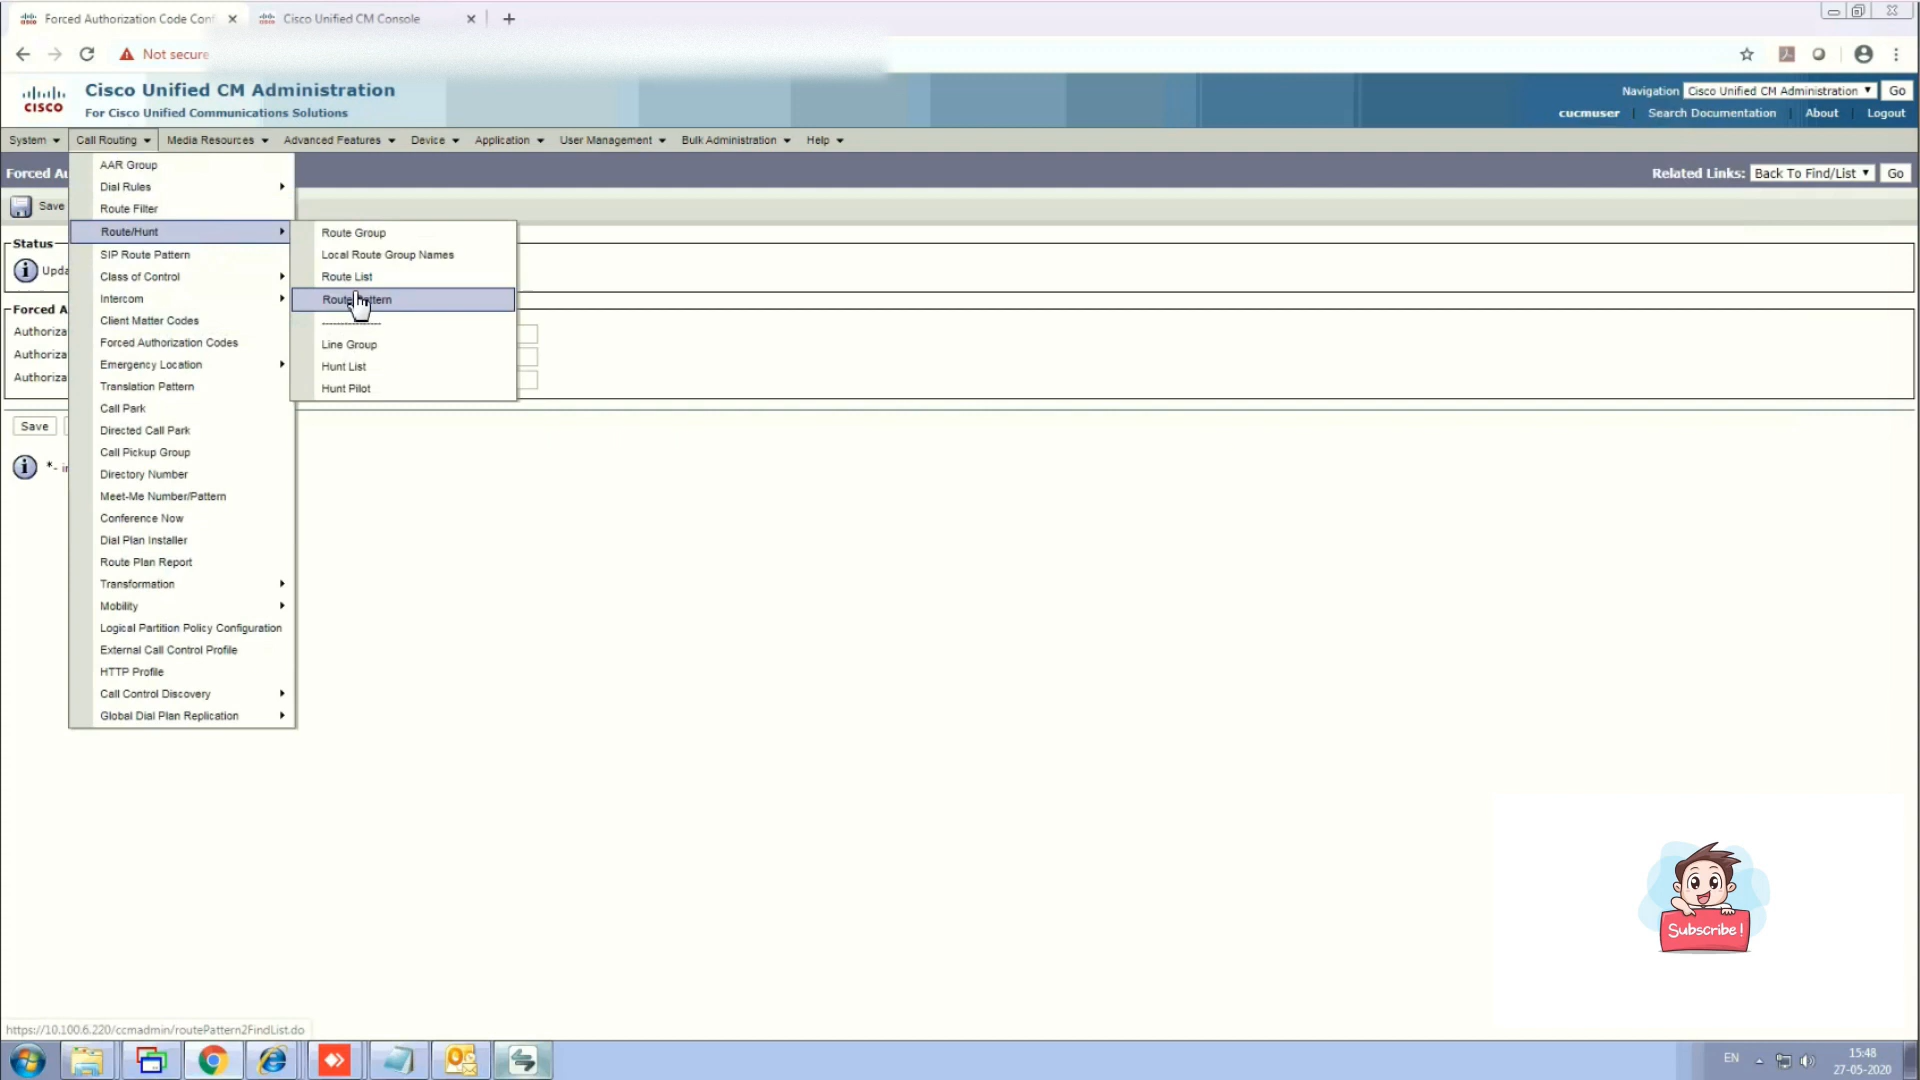 Forced Authorization Code Conf
Cisco Unified CM Console
Not secure
CISCO
Cisco Unified CM Administration
For Cisco Unified Communications Solutions
Navigation Cisco Unified CM Administration Go
cucmuser Search Documentation About Logout
System Call Routing Media Resources Advanced Features Device Application User Management Bulk Administration Help
Forced Au
Related Links: Back To Find/List Go
Save
Status
Upda
Forced A
Authoriza
Authoriza
Authoriza
Save
*- in
AAR Group
Dial Rules
Route Filter
Route/Hunt
SIP Route Pattern
Class of Control
Intercom
Client Matter Codes
Forced Authorization Codes
Emergency Location
Translation Pattern
Call Park
Directed Call Park
Call Pickup Group
Directory Number
Meet-Me Number/Pattern
Conference Now
Dial Plan Installer
Route Plan Report
Transformation
Mobility
Logical Partition Policy Configuration
External Call Control Profile
HTTP Profile
Call Control Discovery
Global Dial Plan Replication
Route Group
Local Route Group Names
Route List
Route Pattern
----------------
Line Group
Hunt List
Hunt Pilot
Subscribe!
https://10.100.6.220/ccmadmin/routePattern2FindList.do
EN
15:48
27-05-2020